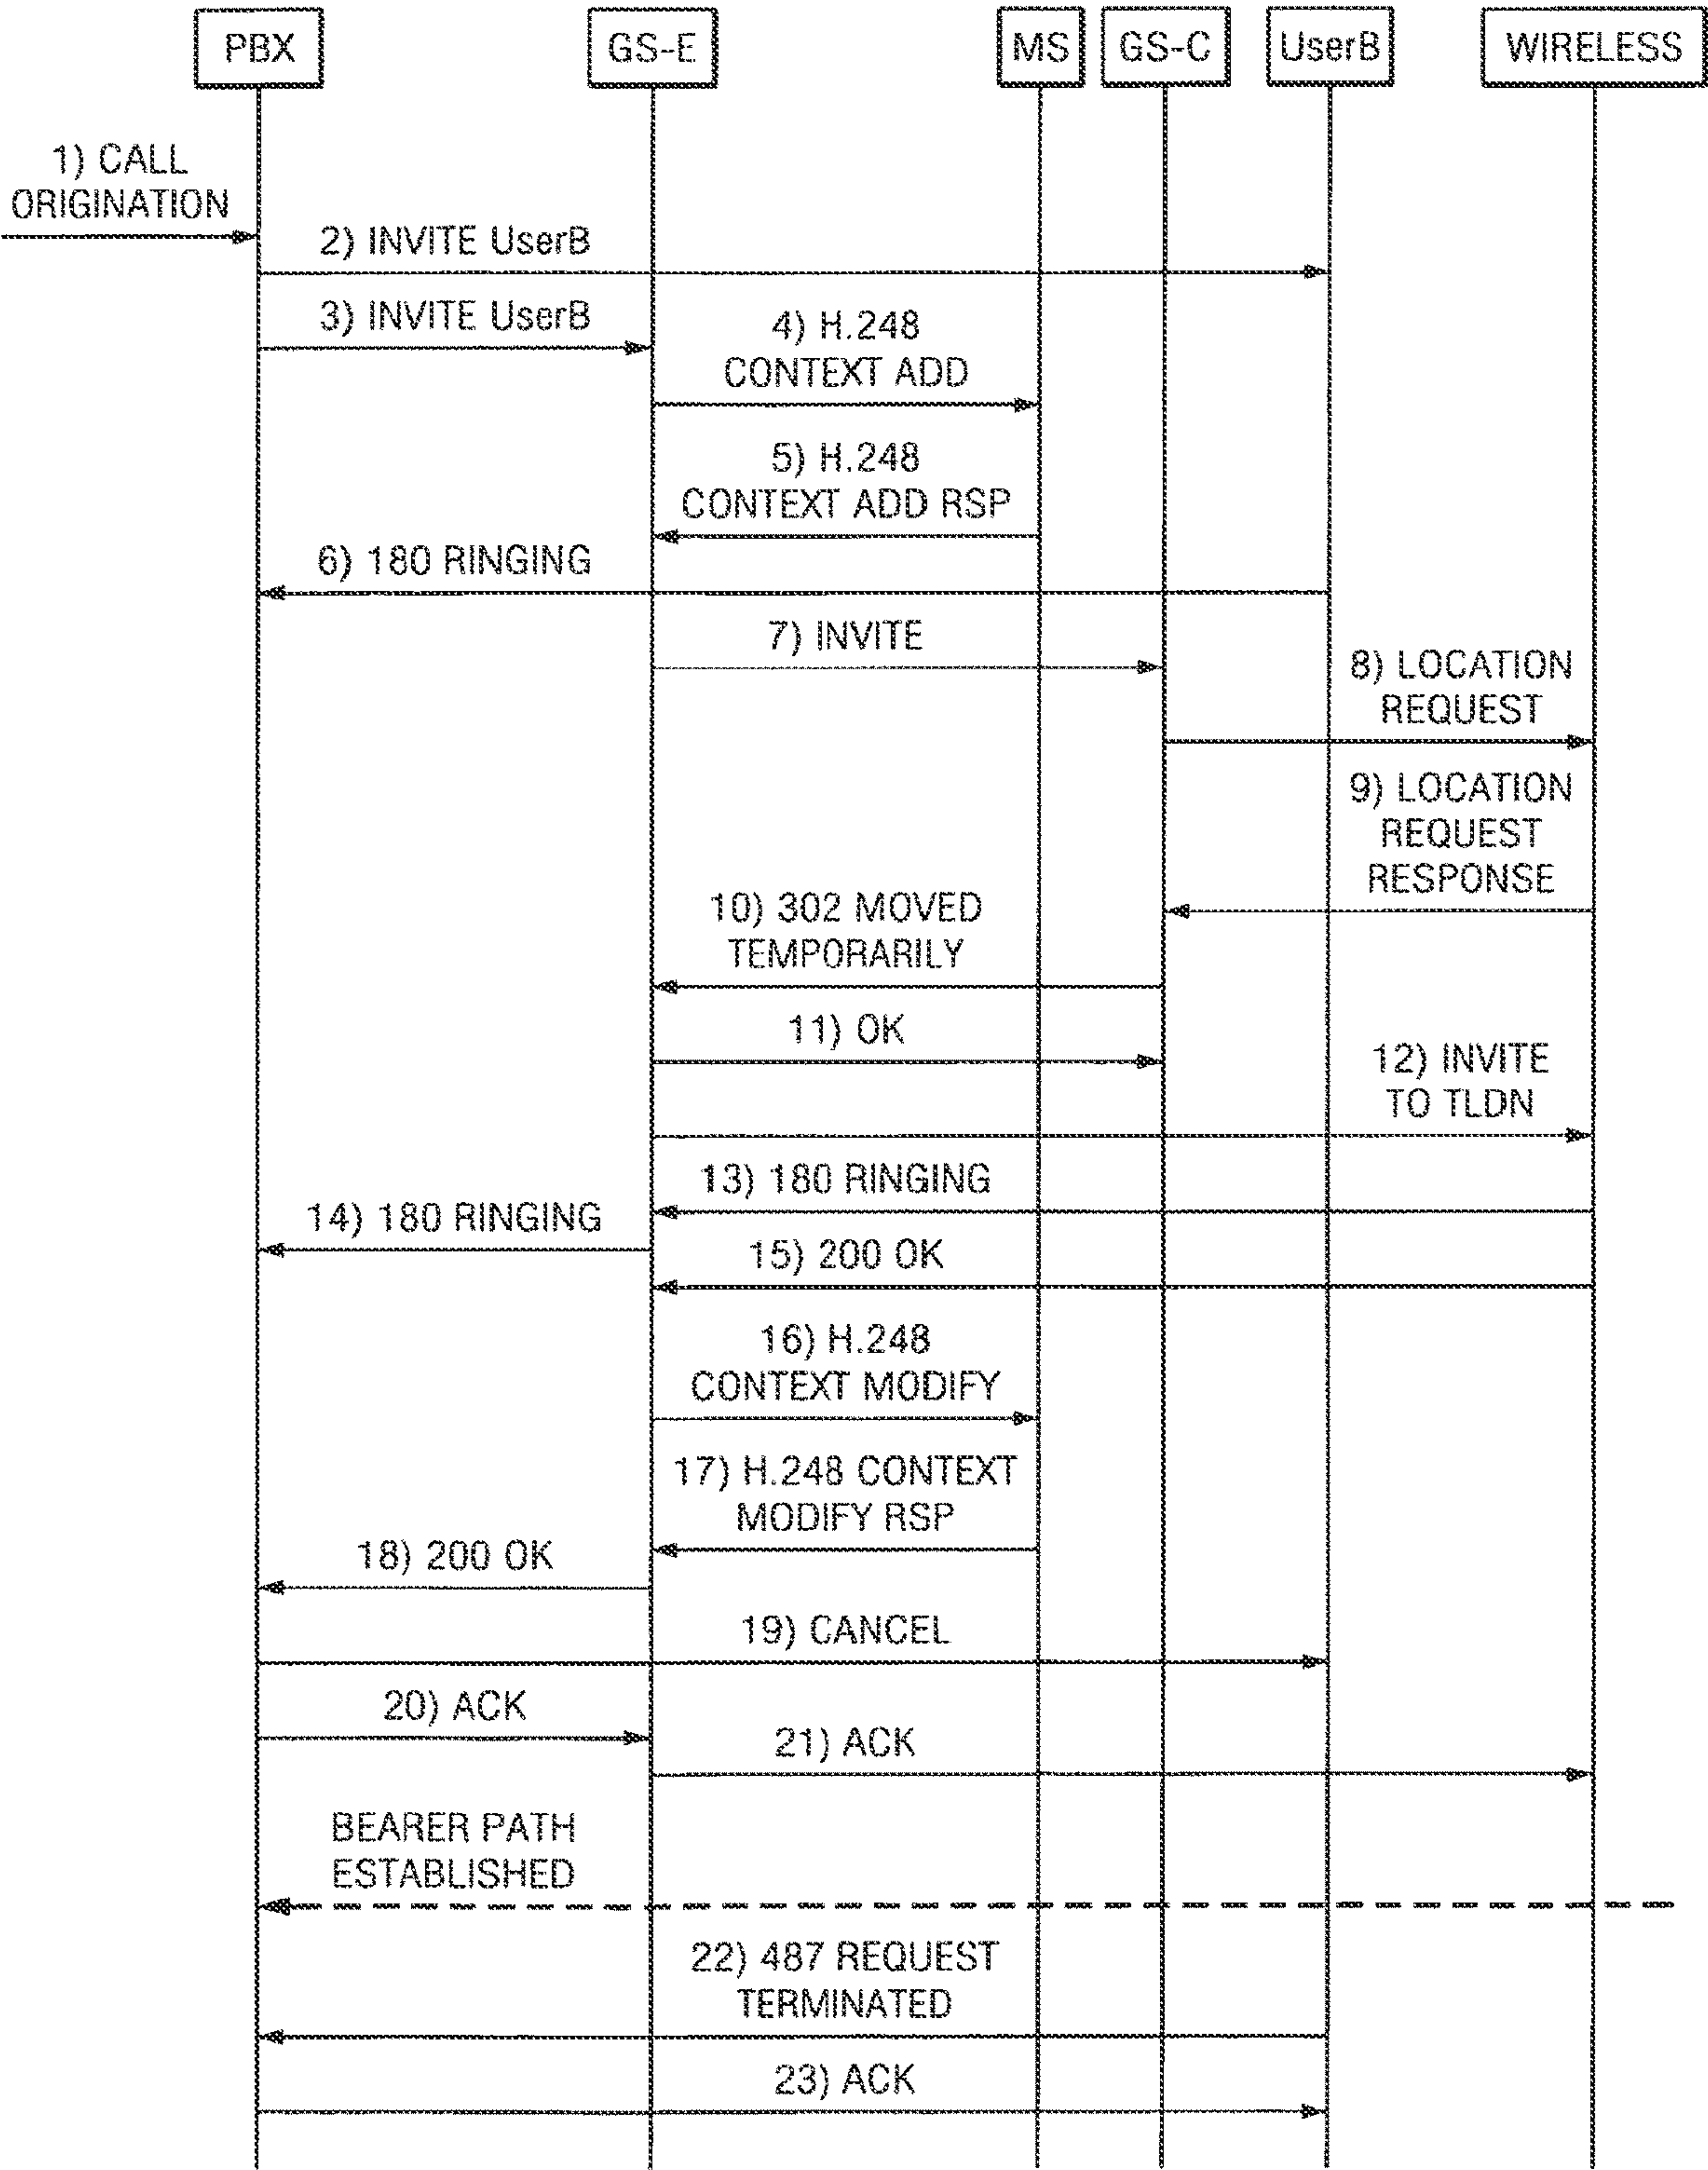 PBX GS-E MS GS-C UserB WIRELESS
1) CALL
ORIGINATION
2) INVITE UserB
3) INVITE UserB
4) H.248
CONTEXT ADD
5) H.248
CONTEXT ADD RSP
6) 180 RINGING
7) INVITE
8) LOCATION
REQUEST
9) LOCATION
REQUEST
RESPONSE
10) 302 MOVED
TEMPORARILY
11) OK
12) INVITE
TO TLDN
13) 180 RINGING
14) 180 RINGING
15) 200 OK
16) H.248
CONTEXT MODIFY
17) H.248 CONTEXT
MODIFY RSP
18) 200 OK
19) CANCEL
20) ACK
21) ACK
BEARER PATH
ESTABLISHED
22) 487 REQUEST
TERMINATED
23) ACK